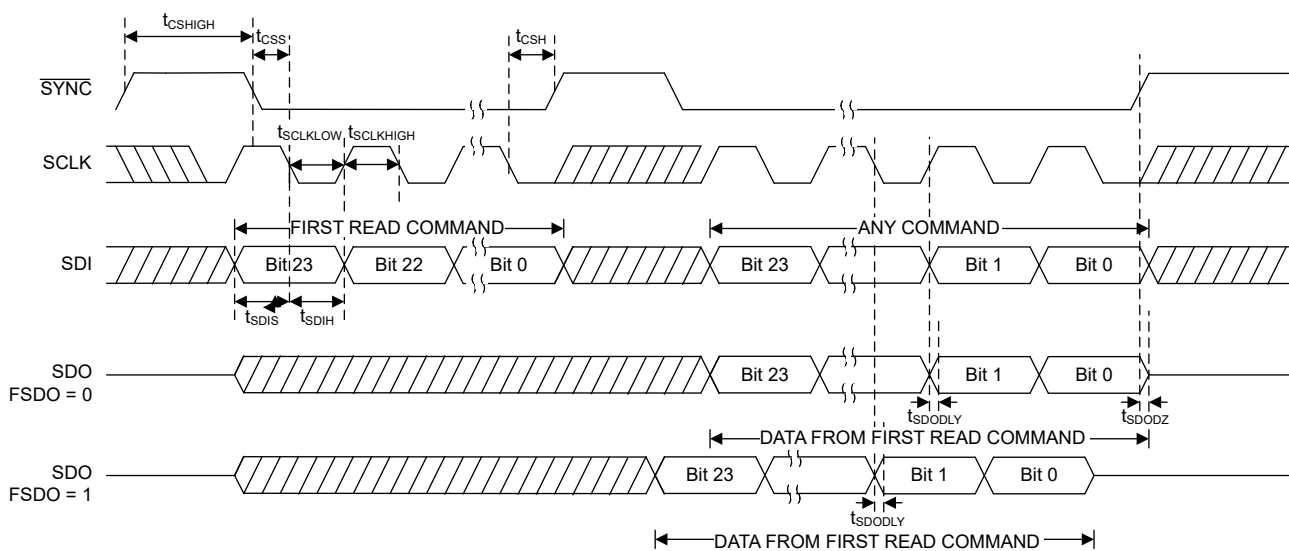 tCSHIGH
tCSS
tCSH
SYNC
tSCLKLOW tSCLKHIGH
SCLK
FIRST READ COMMAND ANY COMMAND
SDI Bit 23 Bit 22 Bit 0 Bit 23 Bit 1 Bit 0
tSDIS tSDIH
SDO
FSDO = 0
Bit 23 Bit 1 Bit 0
tSDODLY tSDODZ
DATA FROM FIRST READ COMMAND
SDO
FSDO = 1
Bit 23 Bit 1 Bit 0
tSDODLY
DATA FROM FIRST READ COMMAND